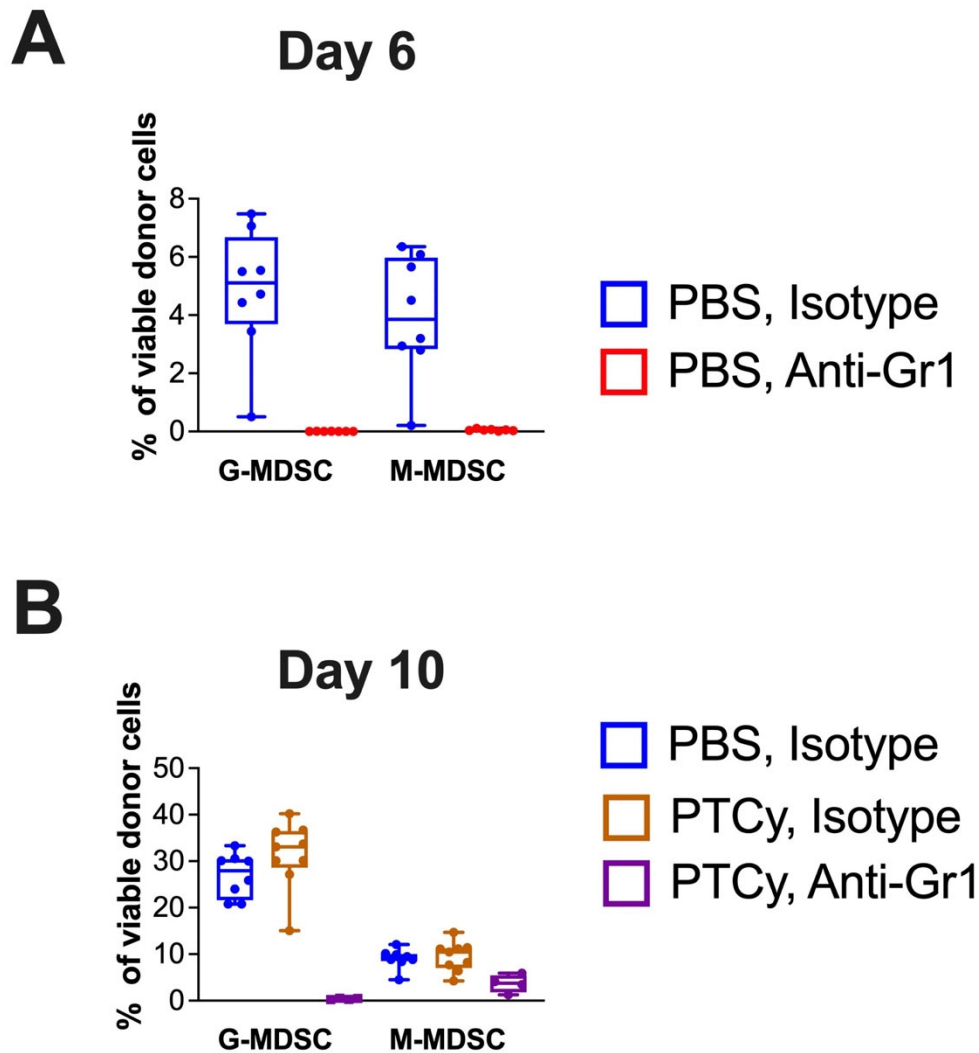 A
Day 6
% of viable donor cells
8
6
4
2
0
G-MDSC
M-MDSC
PBS, Isotype
PBS, Anti-Gr1
B
Day 10
% of viable donor cells
50
40
30
20
10
0
G-MDSC
M-MDSC
PBS, Isotype
PTCy, Isotype
PTCy, Anti-Gr1